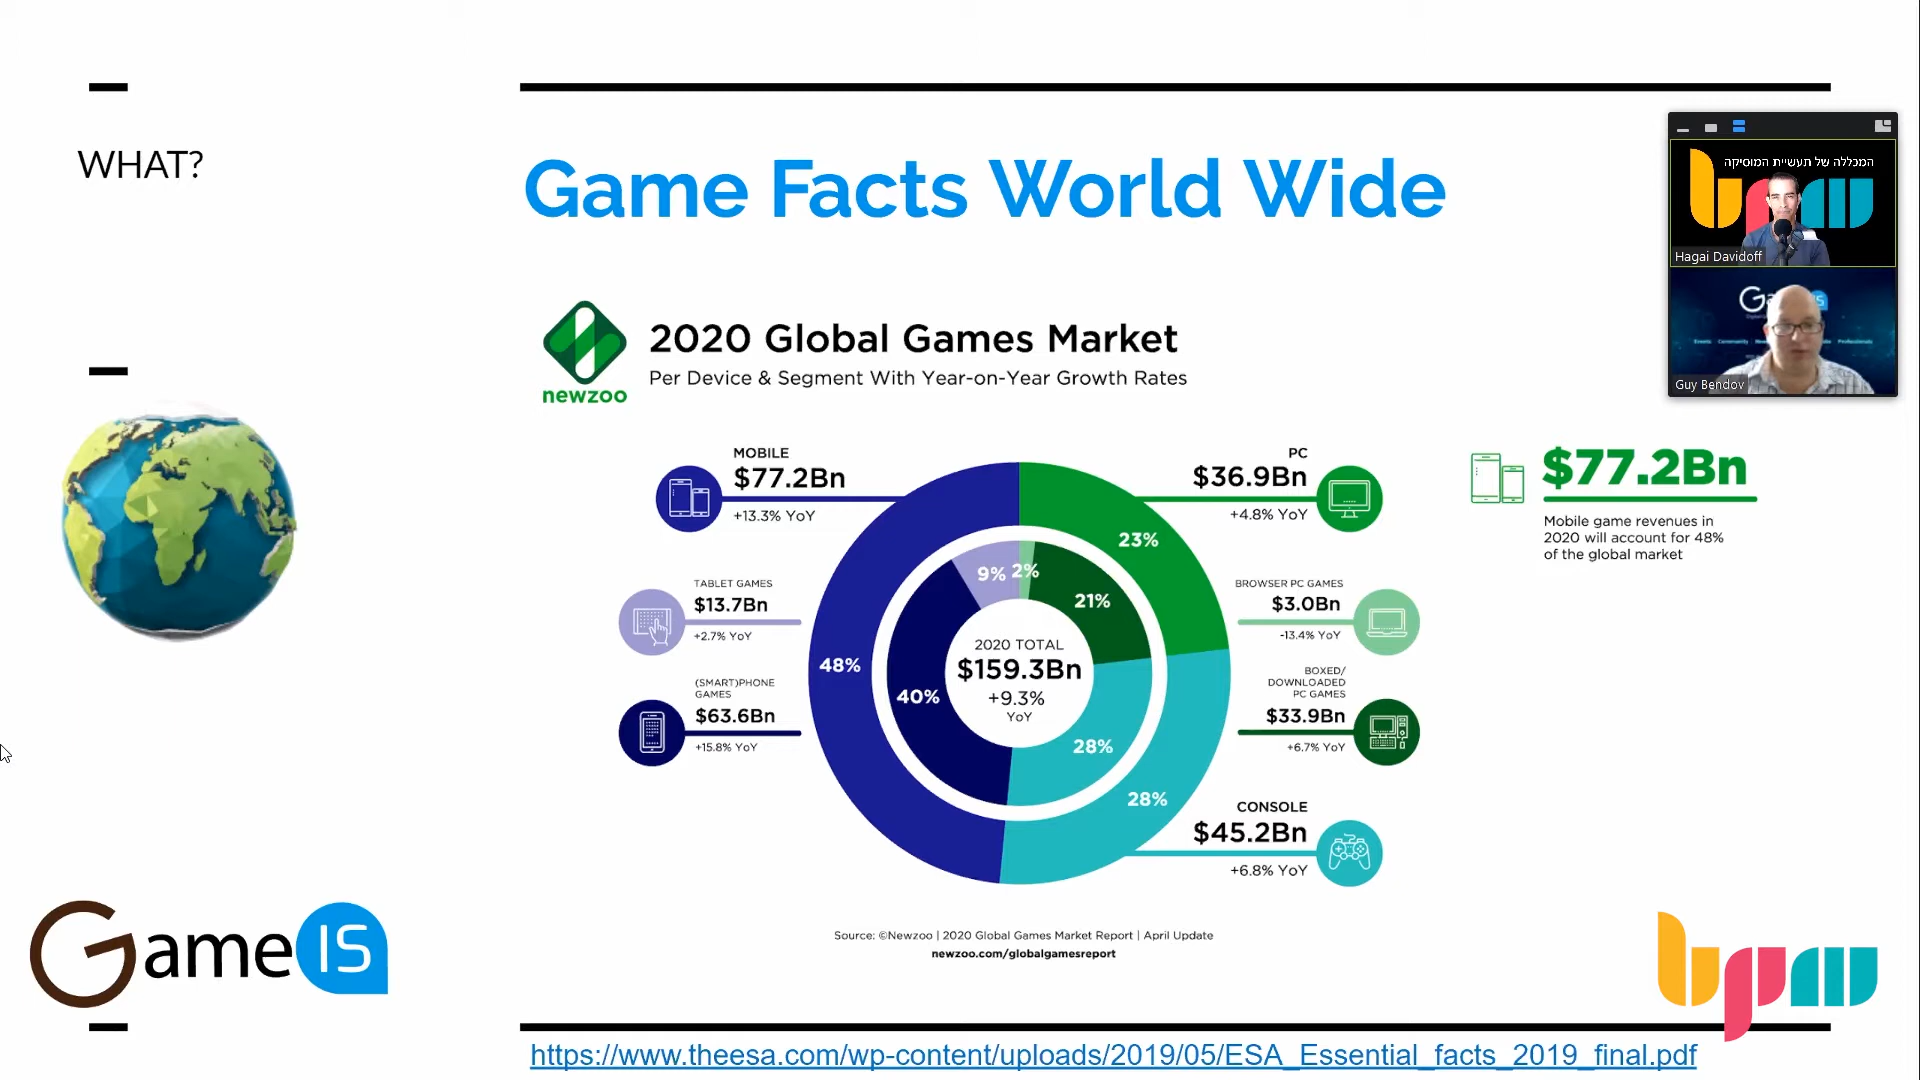 WHAT?
Game Facts World Wide
המכללה של תעשיית המוסיקה
bpm
Hagai Davidoff
Guy Bendov
newzoo
2020 Global Games Market
Per Device & Segment With Year-on-Year Growth Rates
MOBILE
$77.2Bn
+13.3% YoY
TABLET GAMES
$13.7Bn
+2.7% YoY
(SMART)PHONE
GAMES
$63.6Bn
+15.8% YoY
48%
40%
9%
2%
21%
23%
28%
28%
2020 TOTAL
$159.3Bn
+9.3%
YoY
PC
$36.9Bn
+4.8% YoY
BROWSER PC GAMES
$3.0Bn
-13.4% YoY
BOXED/
DOWNLOADED
PC GAMES
$33.9Bn
+6.7% YoY
CONSOLE
$45.2Bn
+6.8% YoY
$77.2Bn
Mobile game revenues in
2020 will account for 48%
of the global market
Source: ©Newzoo | 2020 Global Games Market Report | April Update
newzoo.com/globalgamesreport
GameIS
bpm
https://www.theesa.com/wp-content/uploads/2019/05/ESA_Essential_facts_2019_final.pdf